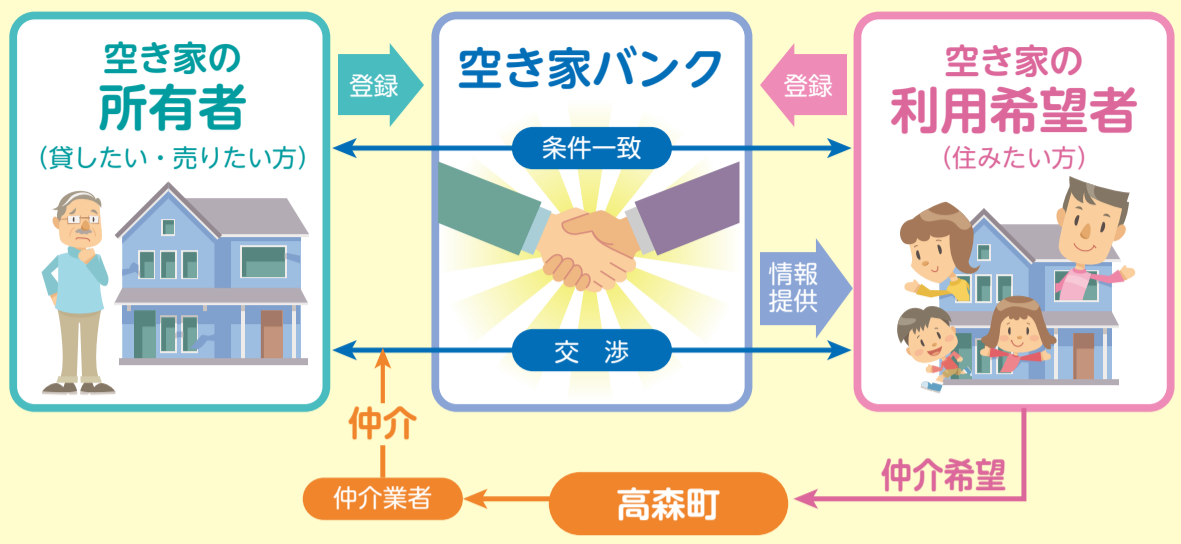 空き家の
所有者
（貸したい・売りたい方）
登録
空き家バンク
登録
空き家の
利用希望者
（住みたい方）
条件一致
情報
提供
交　渉
仲介
仲介業者
高森町
仲介希望